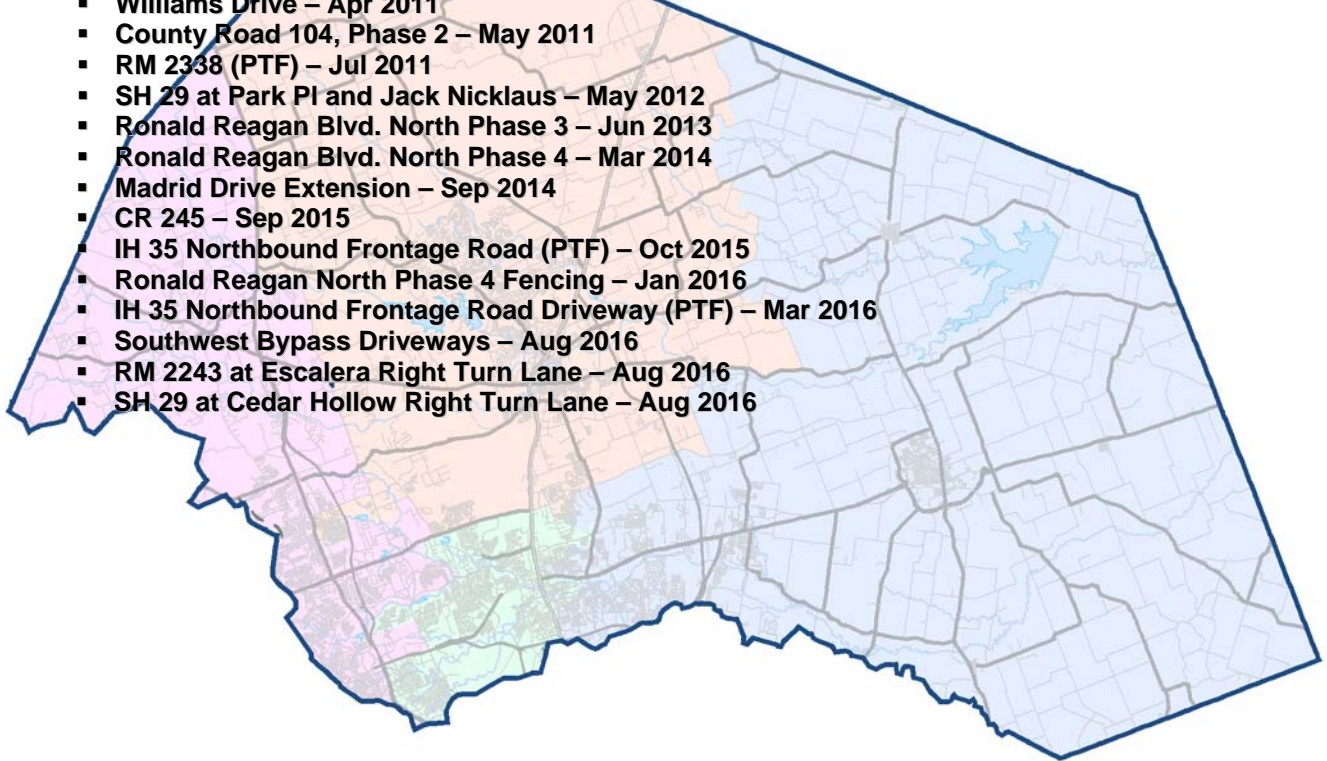 ▪ Williams Drive – Apr 2011
▪ County Road 104, Phase 2 – May 2011
▪ RM 2338 (PTF) – Jul 2011
▪ SH 29 at Park Pl and Jack Nicklaus – May 2012
▪ Ronald Reagan Blvd. North Phase 3 – Jun 2013
▪ Ronald Reagan Blvd. North Phase 4 – Mar 2014
▪ Madrid Drive Extension – Sep 2014
▪ CR 245 – Sep 2015
▪ IH 35 Northbound Frontage Road (PTF) – Oct 2015
▪ Ronald Reagan North Phase 4 Fencing – Jan 2016
▪ IH 35 Northbound Frontage Road Driveway (PTF) – Mar 2016
▪ Southwest Bypass Driveways – Aug 2016
▪ RM 2243 at Escalera Right Turn Lane – Aug 2016
▪ SH 29 at Cedar Hollow Right Turn Lane – Aug 2016